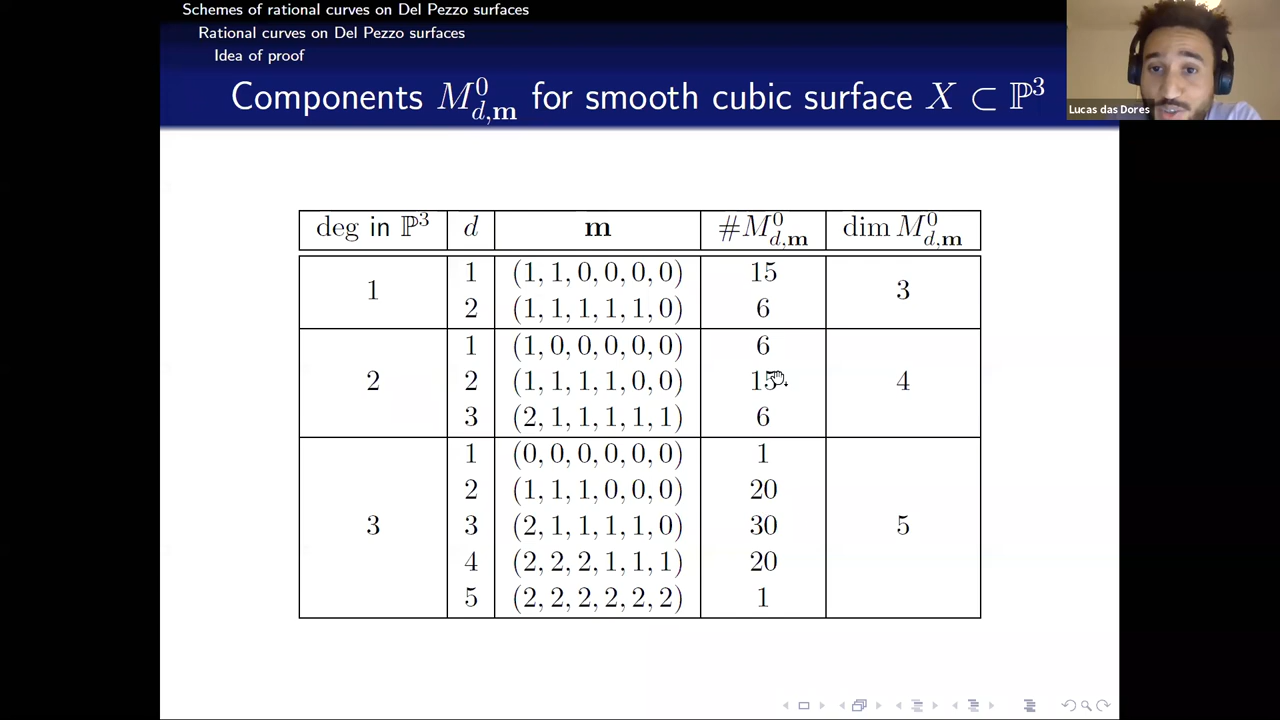 Schemes of rational curves on Del Pezzo surfaces
Rational curves on Del Pezzo surfaces
Idea of proof
Components $M^0_{d,\mathbf{m}}$ for smooth cubic surface $X \subset \mathbb{P}^3$
Lucas das Dores
deg in $\mathbb{P}^3$ d m $\#M^0_{d,\mathbf{m}}$ dim $M^0_{d,\mathbf{m}}$
1 1 (1,1,0,0,0,0) 15 3
2 (1,1,1,1,1,0) 6
2 1 (1,0,0,0,0,0) 6 4
2 (1,1,1,1,0,0) 15
3 (2,1,1,1,1,1) 6
3 1 (0,0,0,0,0,0) 1 5
2 (1,1,1,0,0,0) 20
3 (2,1,1,1,1,0) 30
4 (2,2,2,1,1,1) 20
5 (2,2,2,2,2,2) 1